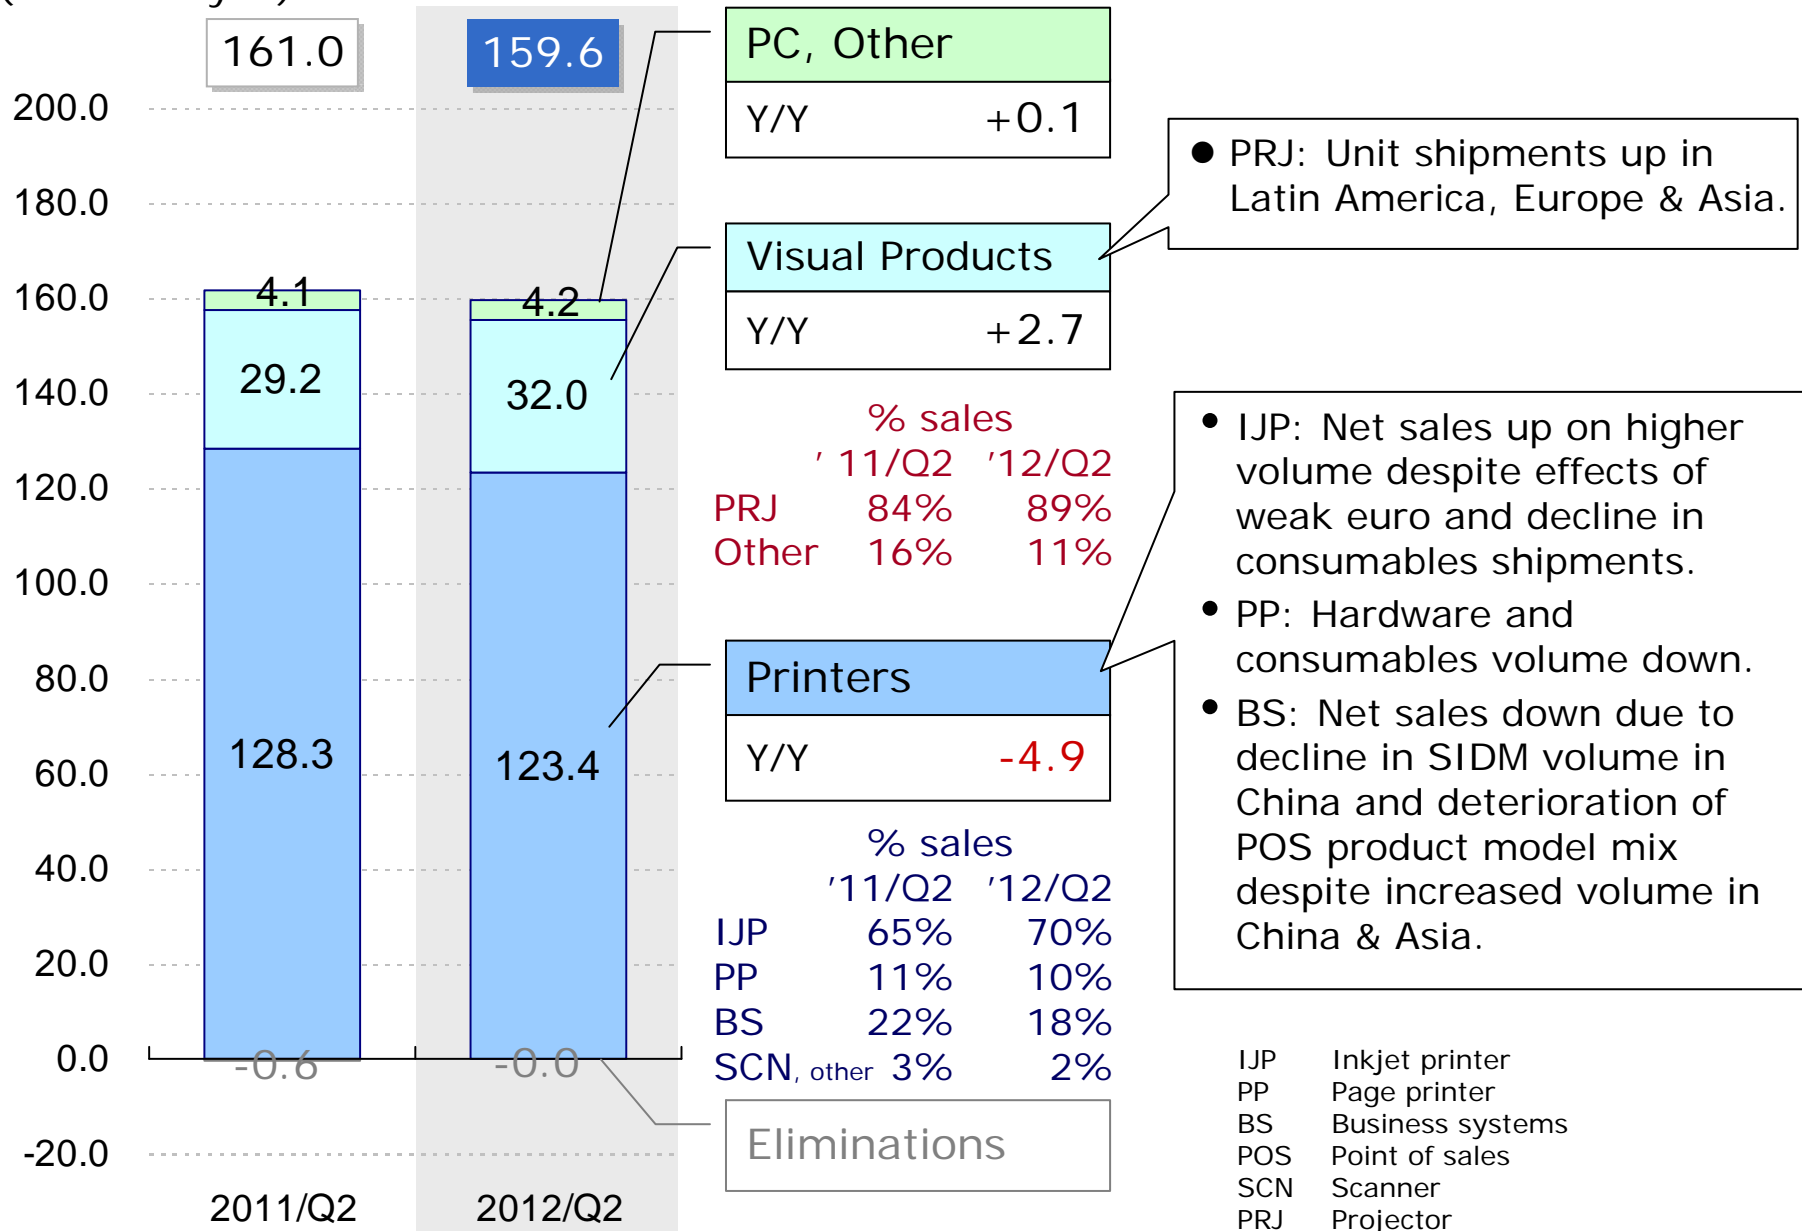 161.0
159.6
200.0
180.0
160.0
140.0
120.0
100.0
80.0
60.0
40.0
20.0
0.0
-20.0
4.1
29.2
128.3
-0.6
4.2
32.0
123.4
-0.0
2011/Q2
2012/Q2
PC, Other
Y/Y +0.1
Visual Products
Y/Y +2.7
% sales
' 11/Q2 '12/Q2
PRJ 84% 89%
Other 16% 11%
Printers
Y/Y -4.9
% sales
'11/Q2 '12/Q2
IJP 65% 70%
PP 11% 10%
BS 22% 18%
SCN, other 3% 2%
Eliminations
● PRJ: Unit shipments up in
Latin America, Europe & Asia.
• IJP: Net sales up on higher
volume despite effects of
weak euro and decline in
consumables shipments.
• PP: Hardware and
consumables volume down.
• BS: Net sales down due to
decline in SIDM volume in
China and deterioration of
POS product model mix
despite increased volume in
China & Asia.
IJP Inkjet printer
PP Page printer
BS Business systems
POS Point of sales
SCN Scanner
PRJ Projector